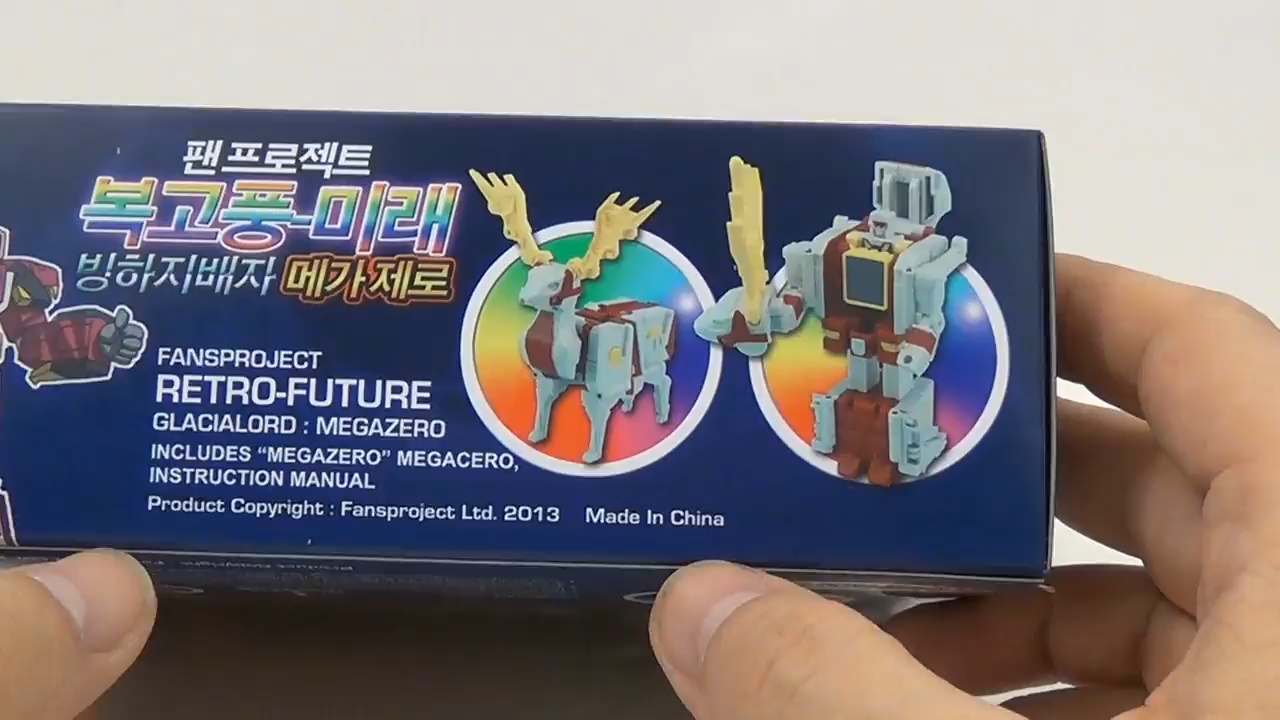 팬프로젝트
복고풍-미래
빙하지배자 메가제로
FANSPROJECT
RETRO-FUTURE
GLACIALORD : MEGAZERO
INCLUDES “MEGAZERO” MEGACERO,
INSTRUCTION MANUAL
Product Copyright : Fansproject Ltd. 2013 Made In China